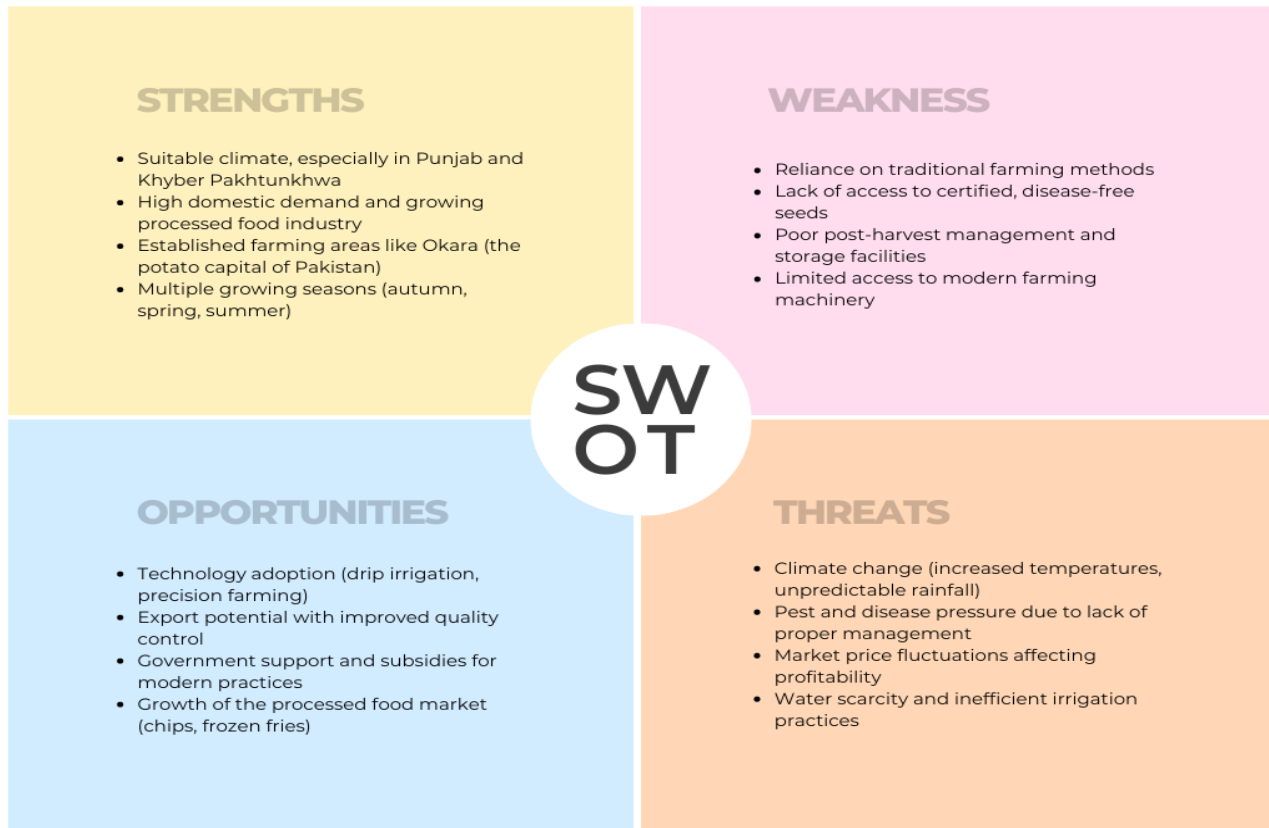 STRENGTHS
• Suitable climate, especially in Punjab and
Khyber Pakhtunkhwa
• High domestic demand and growing
processed food industry
• Established farming areas like Okara (the
potato capital of Pakistan)
• Multiple growing seasons (autumn,
spring, summer)
WEAKNESS
• Reliance on traditional farming methods
• Lack of access to certified, disease-free
seeds
• Poor post-harvest management and
storage facilities
• Limited access to modern farming
machinery
SW
OT
OPPORTUNITIES
• Technology adoption (drip irrigation,
precision farming)
• Export potential with improved quality
control
• Government support and subsidies for
modern practices
• Growth of the processed food market
(chips, frozen fries)
THREATS
• Climate change (increased temperatures,
unpredictable rainfall)
• Pest and disease pressure due to lack of
proper management
• Market price fluctuations affecting
profitability
• Water scarcity and inefficient irrigation
practices